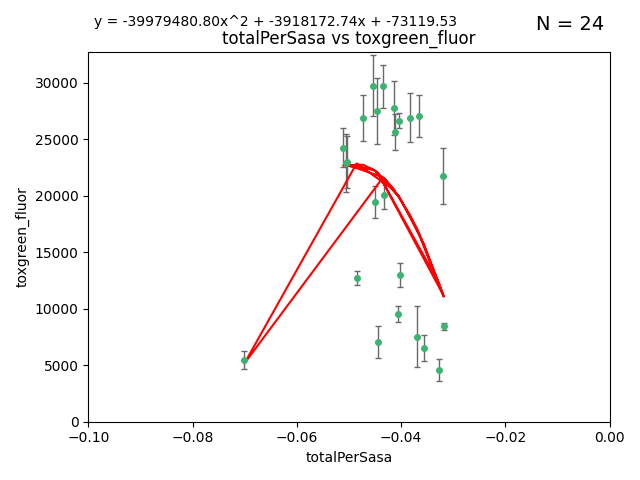 y = -39979480.80x^2 + -3918172.74x + -73119.53
N = 24
totalPerSasa vs toxgreen_fluor
30000
25000
20000
15000
10000
5000
0
toxgreen_fluor
−0.10
−0.08
−0.06
−0.04
−0.02
0.00
totalPerSasa